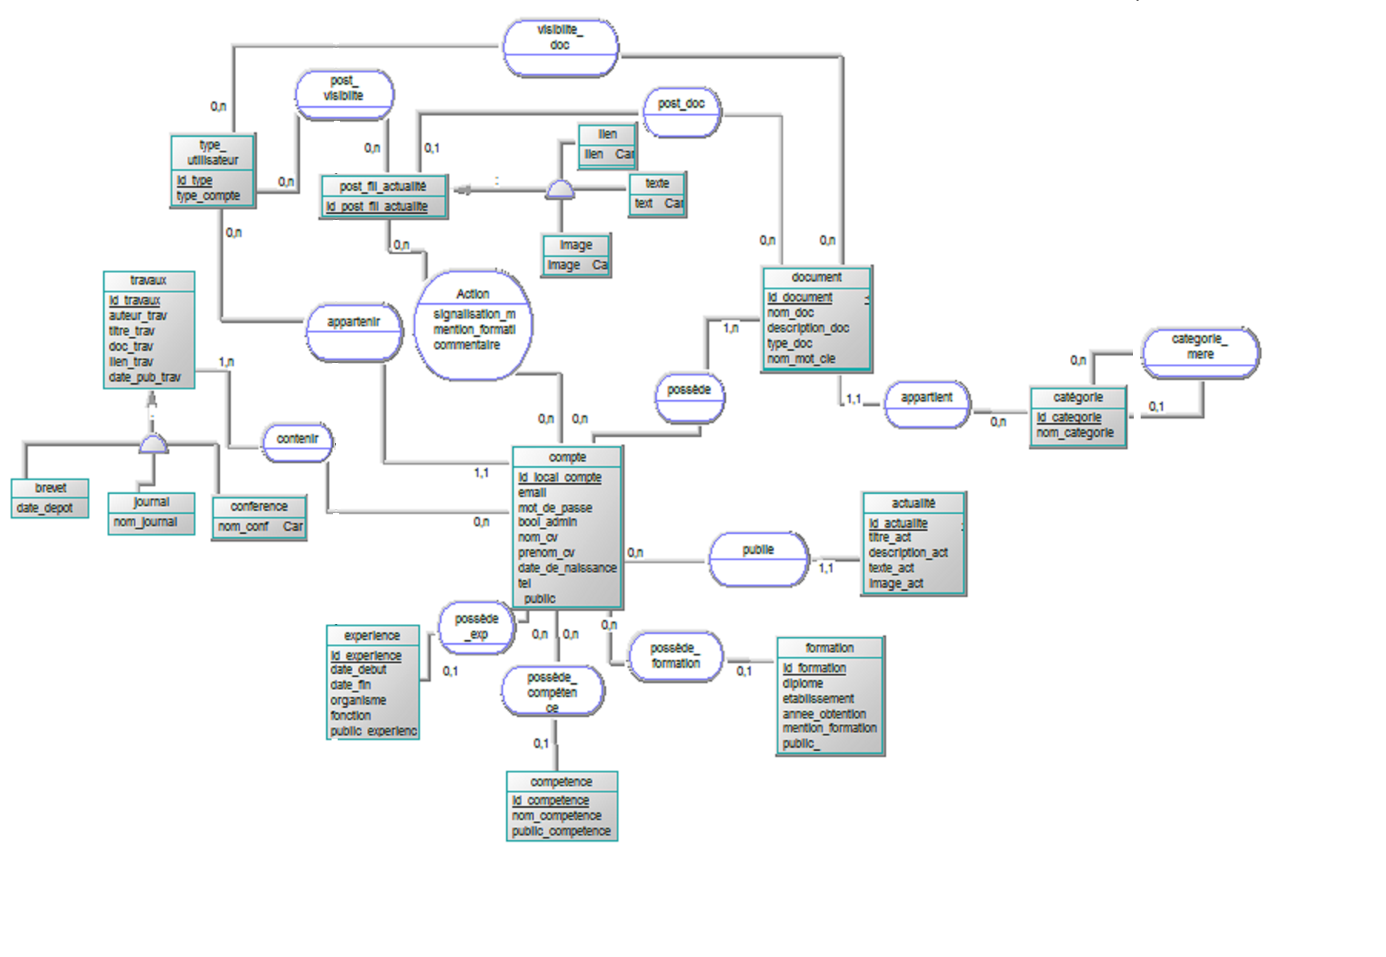 visibilite_
doc
post_
visibilite
post_doc
0,n
0,n
0,1
lien
lien Car
type_
utilisateur
id_type
type_compte
0,n
post_fil_actualité
id_post_fil_actualite
:
texte
text Car
0,n
0,n
image
image Ca
0,n
0,n
travaux
id_travaux
auteur_trav
titre_trav
doc_trav
lien_trav
date_pub_trav
appartenir
Action
signalisation_m
mention_formati
commentaire
document
id_document
nom_doc
description_doc
type_doc
nom_mot_cle
1,n
categorie_
mere
0,n
1,n
possède
1,1
appartient
0,n
catégorie
id_categorie
nom_categorie
0,1
contenir
0,n
0,n
1,1
0,n
compte
id_local_compte
email
mot_de_passe
bool_admin
nom_cv
prenom_cv
date_de_naissance
tel
public
brevet
date_depot
journal
nom_journal
conference
nom_conf Car
0,n
publie
1,1
actualité
id_actualite
titre_act
description_act
texte_act
image_act
possède
_exp
0,n
0,n
0,n
experience
id_experience
date_debut
date_fin
organisme
fonction
public_experienc
0,1
possède_
compéten
ce
0,1
possède_
formation
0,1
formation
id_formation
diplome
etablissement
annee_obtention
mention_formation
public_
competence
id_competence
nom_competence
public_competence